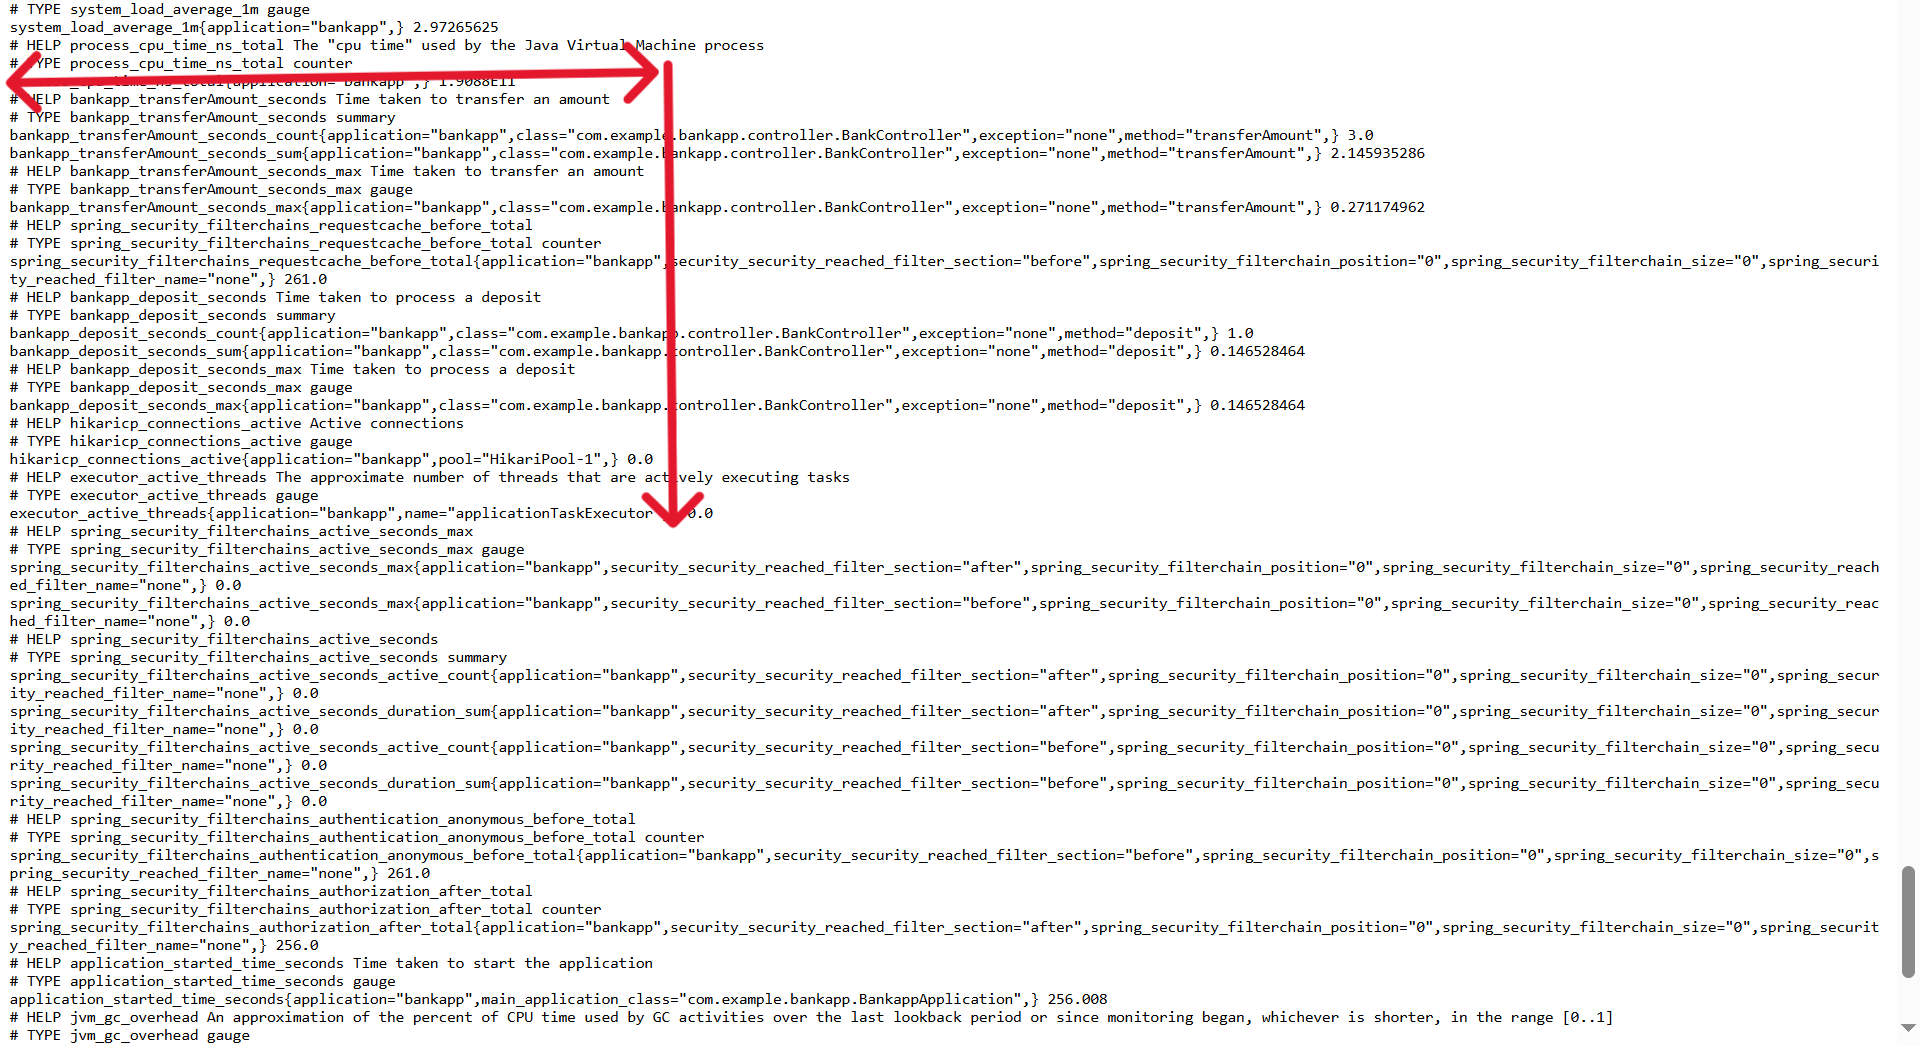 # TYPE system_load_average_1m gauge
system_load_average_1m{application="bankapp",} 2.97265625
# HELP process_cpu_time_ns_total The "cpu time" used by the Java Virtual Machine process
# TYPE process_cpu_time_ns_total counter
_time_ns_total{application="bankapp",} 1.9088E11
# HELP bankapp_transferAmount_seconds Time taken to transfer an amount
# TYPE bankapp_transferAmount_seconds summary
bankapp_transferAmount_seconds_count{application="bankapp",class="com.example.bankapp.controller.BankController",exception="none",method="transferAmount",} 3.0
bankapp_transferAmount_seconds_sum{application="bankapp",class="com.example.bankapp.controller.BankController",exception="none",method="transferAmount",} 2.145935286
# HELP bankapp_transferAmount_seconds_max Time taken to transfer an amount
# TYPE bankapp_transferAmount_seconds_max gauge
bankapp_transferAmount_seconds_max{application="bankapp",class="com.example.bankapp.controller.BankController",exception="none",method="transferAmount",} 0.271174962
# HELP spring_security_filterchains_requestcache_before_total
# TYPE spring_security_filterchains_requestcache_before_total counter
spring_security_filterchains_requestcache_before_total{application="bankapp",security_security_reached_filter_section="before",spring_security_filterchain_position="0",spring_security_filterchain_size="0",spring_securi
ty_reached_filter_name="none",} 261.0
# HELP bankapp_deposit_seconds Time taken to process a deposit
# TYPE bankapp_deposit_seconds summary
bankapp_deposit_seconds_count{application="bankapp",class="com.example.bankapp.controller.BankController",exception="none",method="deposit",} 1.0
bankapp_deposit_seconds_sum{application="bankapp",class="com.example.bankapp.controller.BankController",exception="none",method="deposit",} 0.146528464
# HELP bankapp_deposit_seconds_max Time taken to process a deposit
# TYPE bankapp_deposit_seconds_max gauge
bankapp_deposit_seconds_max{application="bankapp",class="com.example.bankapp.controller.BankController",exception="none",method="deposit",} 0.146528464
# HELP hikaricp_connections_active Active connections
# TYPE hikaricp_connections_active gauge
hikaricp_connections_active{application="bankapp",pool="HikariPool-1",} 0.0
# HELP executor_active_threads The approximate number of threads that are actively executing tasks
# TYPE executor_active_threads gauge
executor_active_threads{application="bankapp",name="applicationTaskExecutor 0.0
# HELP spring_security_filterchains_active_seconds_max
# TYPE spring_security_filterchains_active_seconds_max gauge
spring_security_filterchains_active_seconds_max{application="bankapp",security_security_reached_filter_section="after",spring_security_filterchain_position="0",spring_security_filterchain_size="0",spring_security_reach
ed_filter_name="none",} 0.0
spring_security_filterchains_active_seconds_max{application="bankapp",security_security_reached_filter_section="before",spring_security_filterchain_position="0",spring_security_filterchain_size="0",spring_security_reac
hed_filter_name="none",} 0.0
# HELP spring_security_filterchains_active_seconds
# TYPE spring_security_filterchains_active_seconds summary
spring_security_filterchains_active_seconds_active_count{application="bankapp",security_security_reached_filter_section="after",spring_security_filterchain_position="0",spring_security_filterchain_size="0",spring_secur
ity_reached_filter_name="none",} 0.0
spring_security_filterchains_active_seconds_duration_sum{application="bankapp",security_security_reached_filter_section="after",spring_security_filterchain_position="0",spring_security_filterchain_size="0",spring_secur
ity_reached_filter_name="none",} 0.0
spring_security_filterchains_active_seconds_active_count{application="bankapp",security_security_reached_filter_section="before",spring_security_filterchain_position="0",spring_security_filterchain_size="0",spring_secu
rity_reached_filter_name="none",} 0.0
spring_security_filterchains_active_seconds_duration_sum{application="bankapp",security_security_reached_filter_section="before",spring_security_filterchain_position="0",spring_security_filterchain_size="0",spring_secu
rity_reached_filter_name="none",} 0.0
# HELP spring_security_filterchains_authentication_anonymous_before_total
# TYPE spring_security_filterchains_authentication_anonymous_before_total counter
spring_security_filterchains_authentication_anonymous_before_total{application="bankapp",security_security_reached_filter_section="before",spring_security_filterchain_position="0",spring_security_filterchain_size="0",s
pring_security_reached_filter_name="none",} 261.0
# HELP spring_security_filterchains_authorization_after_total
# TYPE spring_security_filterchains_authorization_after_total counter
spring_security_filterchains_authorization_after_total{application="bankapp",security_security_reached_filter_section="after",spring_security_filterchain_position="0",spring_security_filterchain_size="0",spring_securit
y_reached_filter_name="none",} 256.0
# HELP application_started_time_seconds Time taken to start the application
# TYPE application_started_time_seconds gauge
application_started_time_seconds{application="bankapp",main_application_class="com.example.bankapp.BankappApplication",} 256.008
# HELP jvm_gc_overhead An approximation of the percent of CPU time used by GC activities over the last lookback period or since monitoring began, whichever is shorter, in the range [0..1]
# TYPE jvm_gc_overhead gauge